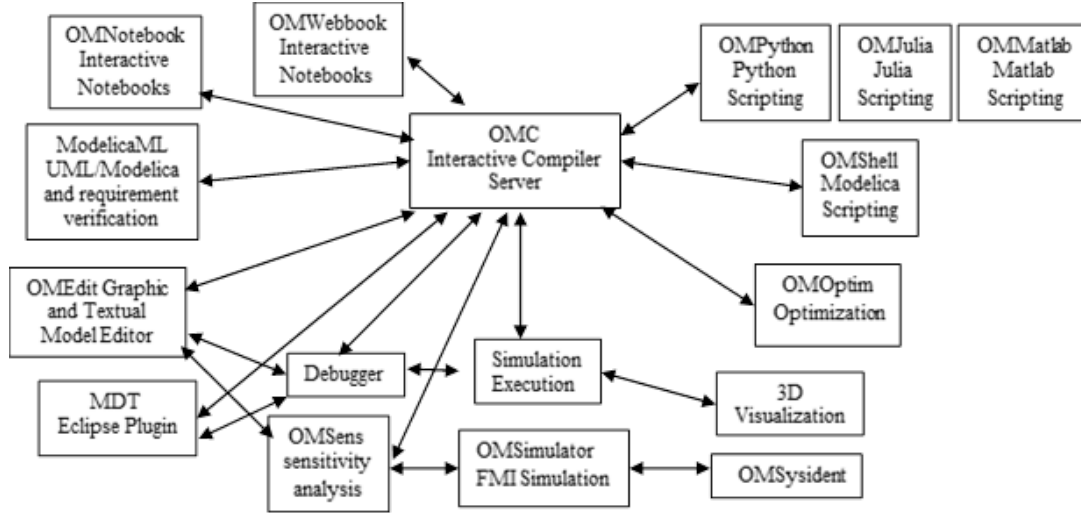 OMNotebook
Interactive
Notebooks
OMWebbook
Interactive
Notebooks
OMPython
Python
Scripting
OMJulia
Julia
Scripting
OMMatlab
Matlab
Scripting
OMC
Interactive Compiler
Server
ModelicaML
UML/Modelica
and requirement
verification
OMShell
Modelica
Scripting
OMEdit Graphic
and Textual
Model Editor
OMOptim
Optimization
Debugger
Simulation
Execution
MDT
Eclipse Plugin
3D
Visualization
OMSens
sensitivity
analysis
OMSimulator
FMI Simulation
OMSysident